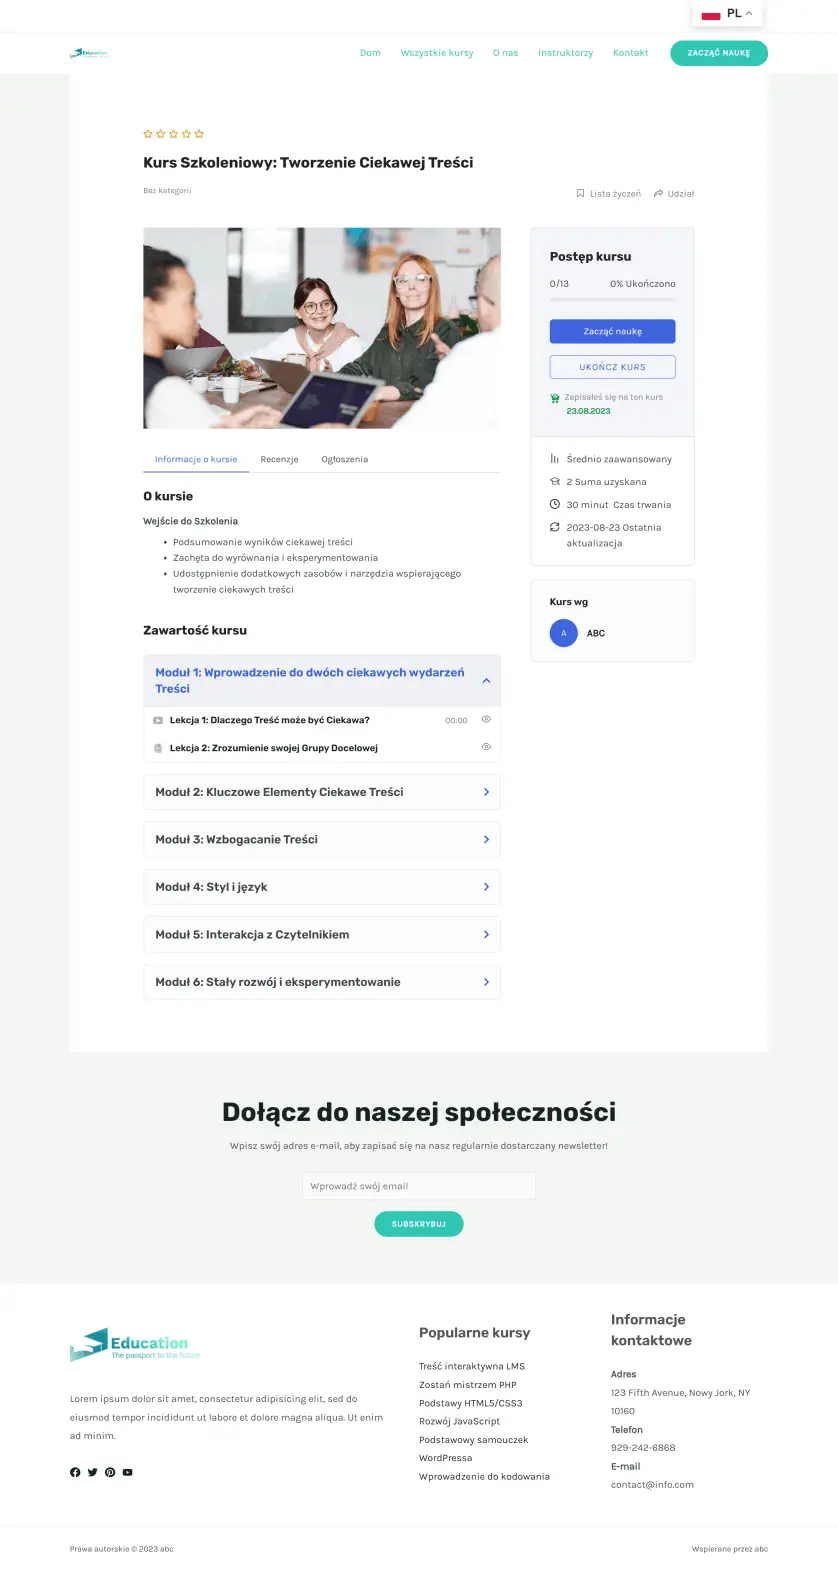 PL
Education
Dom Wszystkie kursy O nas Instruktorzy Kontakt ZACZĄĆ NAUKĘ
Kurs Szkoleniowy: Tworzenie Ciekawej Treści
Bez kategorii
Lista życzeń Udział
Postęp kursu
0/13 0% Ukończono
Zacząć naukę
UKOŃCZ KURS
Zapisałeś się na ten kurs
23.08.2023
Średnio zaawansowany
2 Suma uzyskana
30 minut Czas trwania
2023-08-23 Ostatnia
aktualizacja
Kurs wg
A ABC
Informacje o kursie Recenzje Ogłoszenia
O kursie
Wejście do Szkolenia
Podsumowanie wyników ciekawej treści
Zachęta do wyrównania i eksperymentowania
Udostępnienie dodatkowych zasobów i narzędzia wspierającego
tworzenie ciekawych treści
Zawartość kursu
Moduł 1: Wprowadzenie do dwóch ciekawych wydarzeń
Treści
Lekcja 1: Dlaczego Treść może być Ciekawa? 00:00
Lekcja 2: Zrozumienie swojej Grupy Docelowej
Moduł 2: Kluczowe Elementy Ciekawe Treści
Moduł 3: Wzbogacanie Treści
Moduł 4: Styl i język
Moduł 5: Interakcja z Czytelnikiem
Moduł 6: Stały rozwój i eksperymentowanie
Dołącz do naszej społeczności
Wpisz swój adres e-mail, aby zapisać się na nasz regularnie dostarczany newsletter!
Wprowadź swój email
SUBSKRYBUJ
Education
The passport to the future
Lorem ipsum dolor sit amet, consectetur adipisicing elit, sed do
eiusmod tempor incididunt ut labore et dolore magna aliqua. Ut enim
ad minim.
Popularne kursy
Treść interaktywna LMS
Zostań mistrzem PHP
Podstawy HTML5/CSS3
Rozwój JavaScript
Podstawowy samouczek
WordPressa
Wprowadzenie do kodowania
Informacje
kontaktowe
Adres
123 Fifth Avenue, Nowy Jork, NY
10160
Telefon
929-242-6868
E-mail
contact@info.com
Prawa autorskie © 2023 abc
Wspierane przez abc